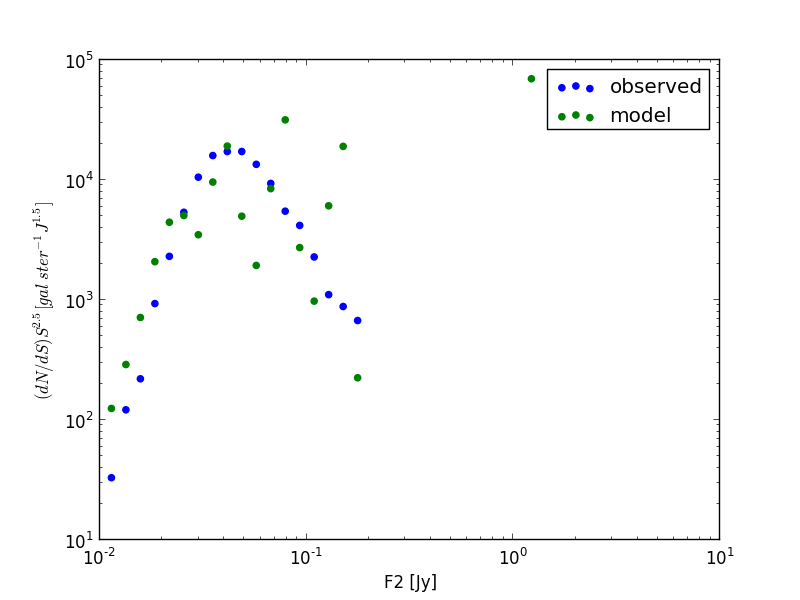 10^5
10^4
10^3
10^2
10^1
(dN/dS)S^{2.5} [gal ster^{-1} J^{1.5}]
observed
model
10^{-2} 10^{-1} 10^0 10^1
F2 [Jy]